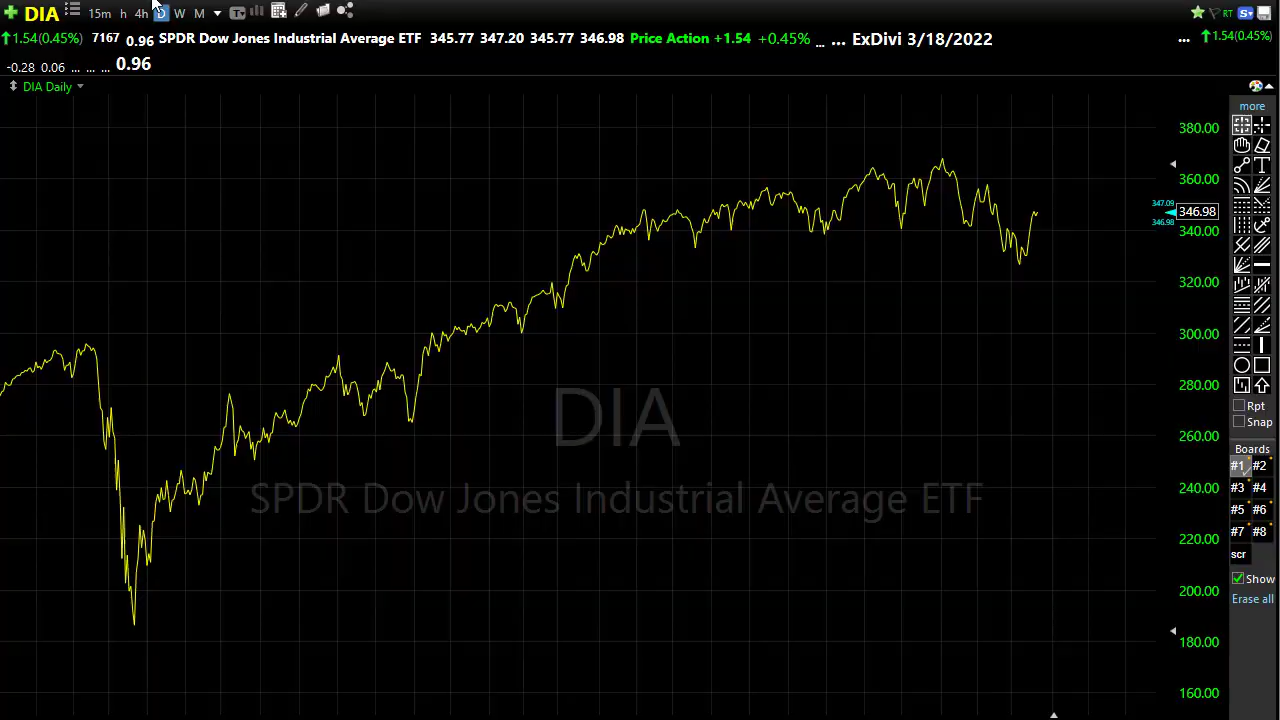 DIA 15m h 4h D W M T RT S
1.54(0.45%) 7167 0.96 SPDR Dow Jones Industrial Average ETF 345.77 347.20 345.77 346.98 Price Action +1.54 +0.45% ... ... ExDivi 3/18/2022 ... 1.54(0.45%)
-0.28 0.06 ... ... ... 0.96
DIA Daily
more
380.00
360.00
347.09
346.98
346.98
340.00
320.00
300.00
280.00
260.00
240.00
220.00
200.00
180.00
160.00
DIA
SPDR Dow Jones Industrial Average ETF
T
Rpt
Snap
Boards
#1 #2
#3 #4
#5 #6
#7 #8
scr
Show
Erase all